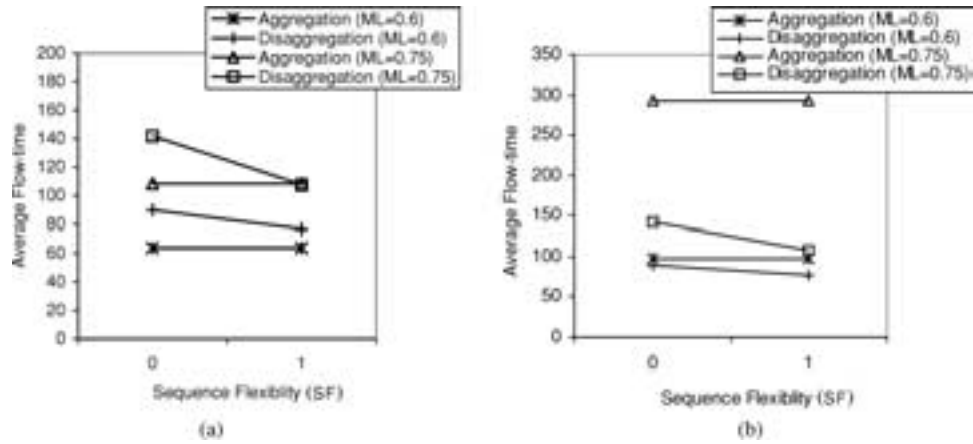 Aggregation (ML=0.6)
Disaggregation (ML=0.6)
Aggregation (ML=0.75)
Disaggregation (ML=0.75)
200
180
160
140
120
100
80
60
40
20
0
Average Flow-time
0 1
Sequence Flexiblity (SF)
(a)
Aggregation (ML=0.6)
Disaggregation (ML=0.6)
Aggregation (ML=0.75)
Disaggregation (ML=0.75)
350
300
250
200
150
100
50
0
Average Flow-time
0 1
Sequence Flexiblity (SF)
(b)